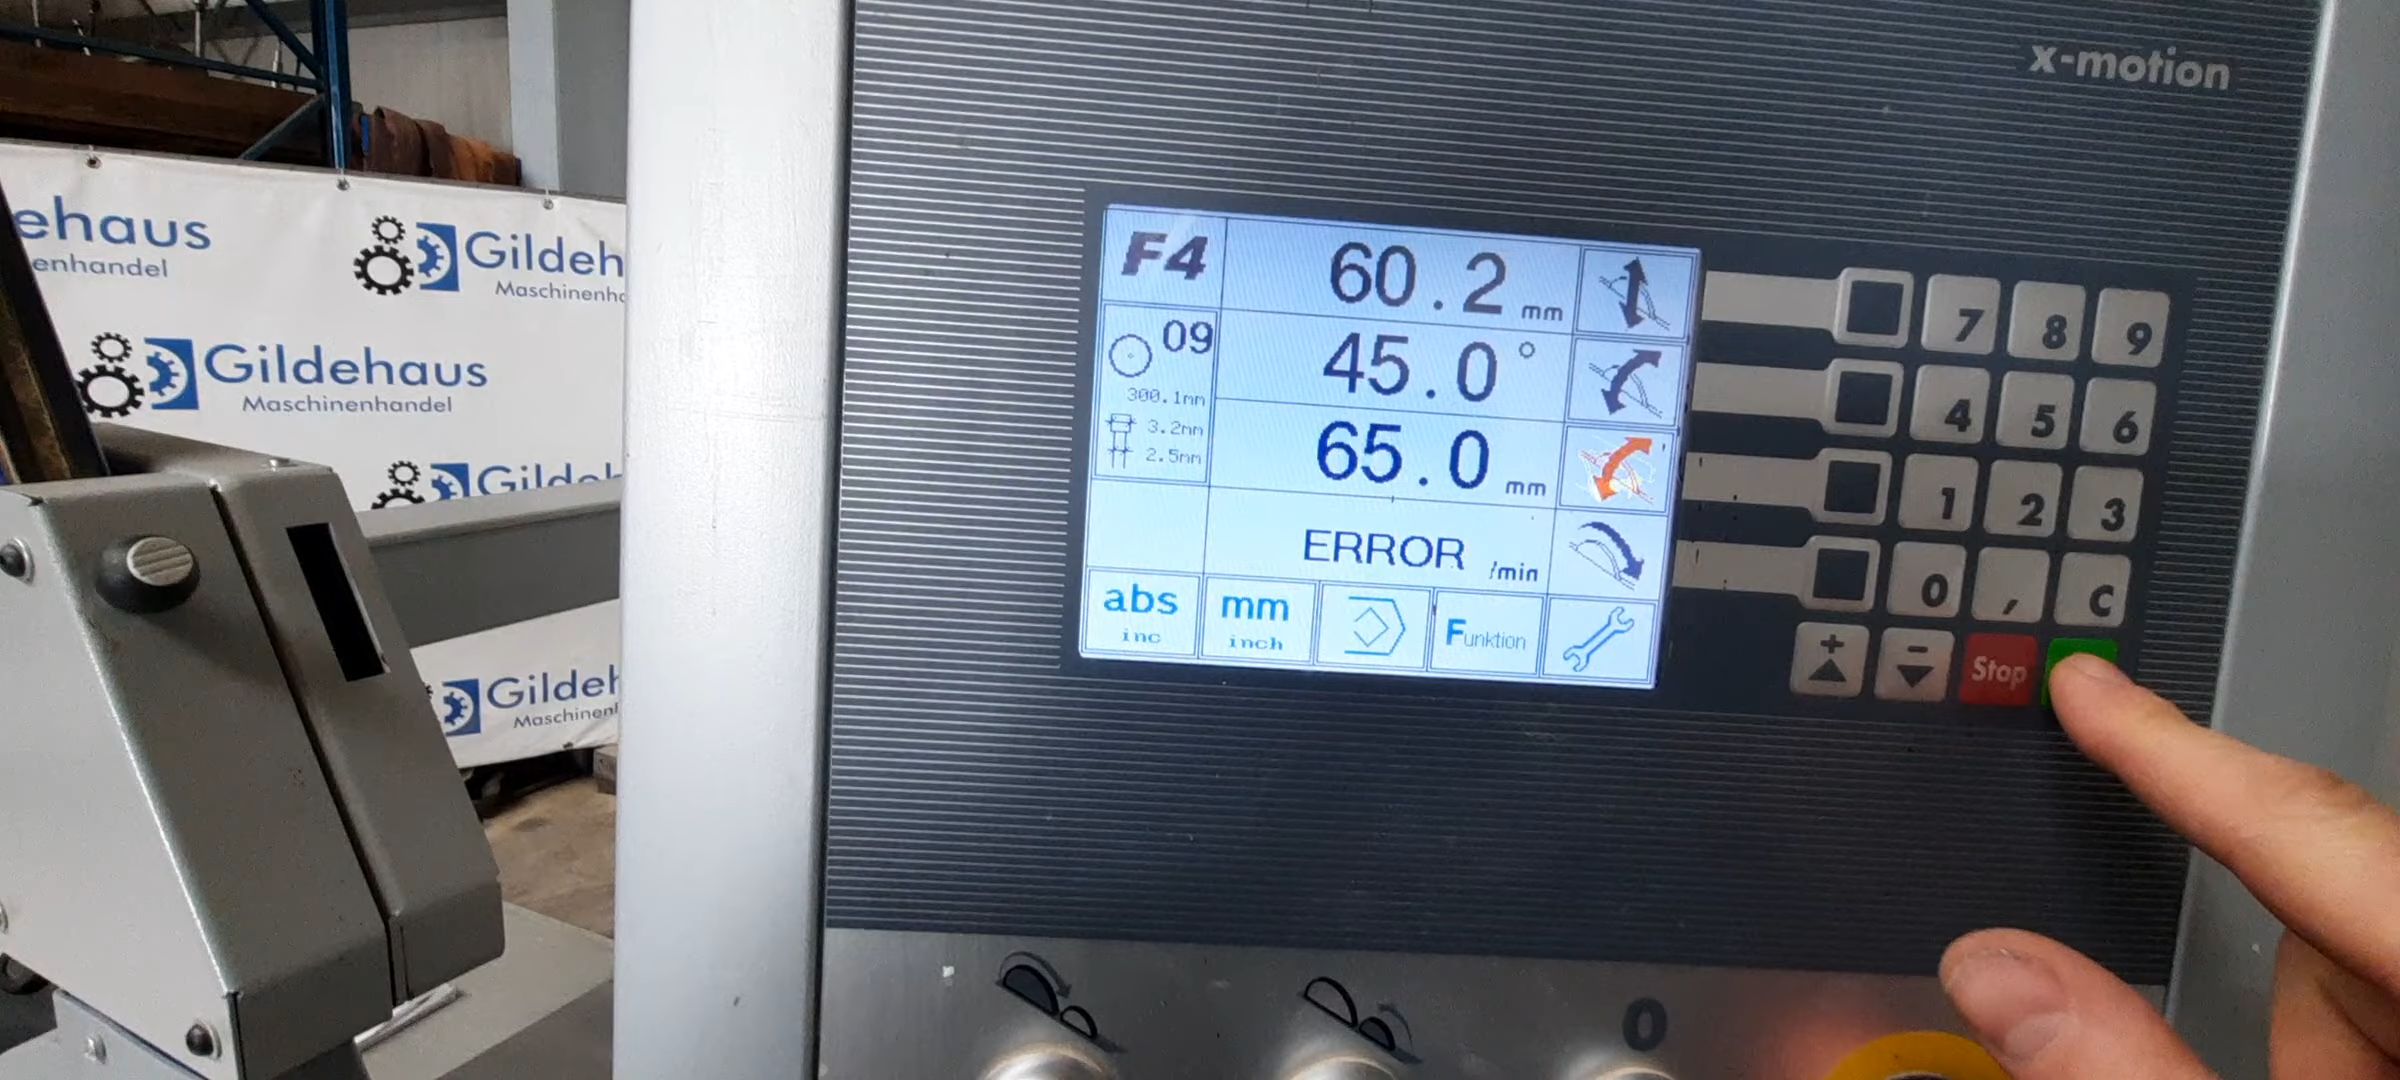 x-motion
ehaus
enhandel
Gildeh
Maschinenha
Gildehaus
Maschinenhandel
Gildeh
Gildeh
Maschinenh
F4
60.2 mm
09
300.1mm
3.2mm
2.5mm
45.0 °
65.0 mm
ERROR /min
abs
inc
mm
inch
Funktion
7 8 9
4 5 6
1 2 3
0 , C
+ - Stop
0